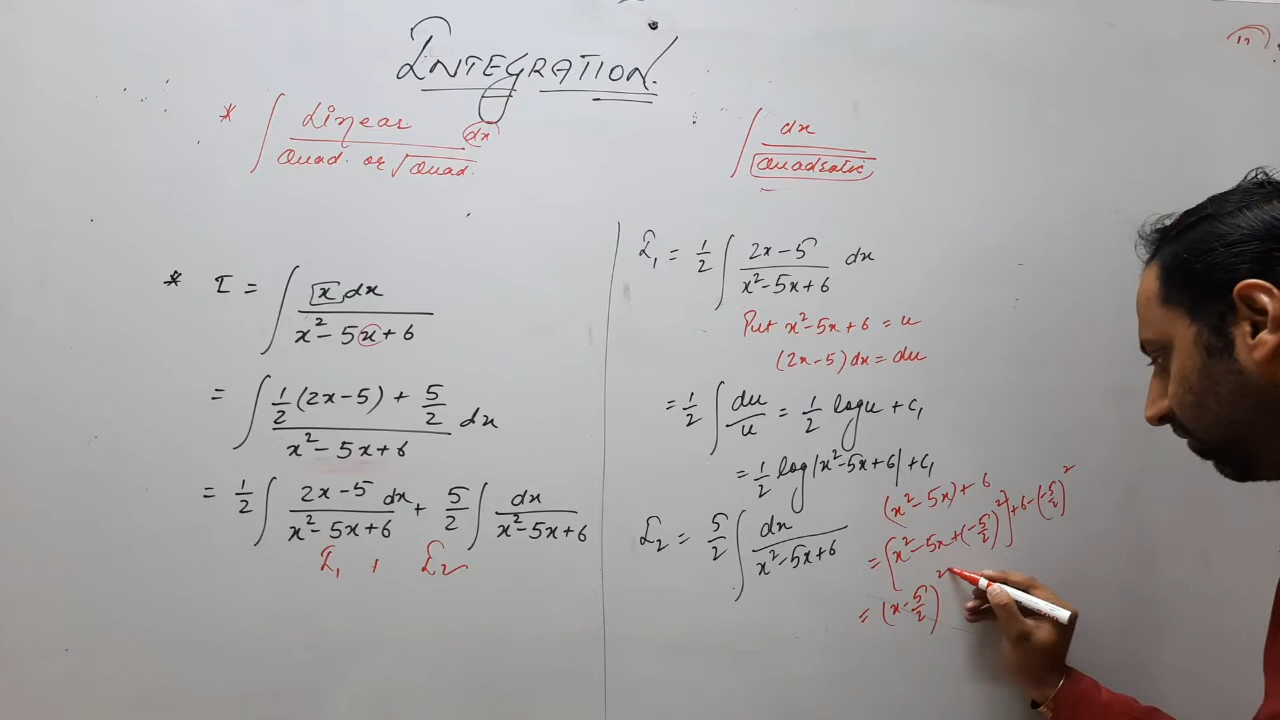 INTEGRATION.
* ∫ Linear / Quad. or √Quad. dx
∫ dx / Quadratic
* I = ∫ x dx / x² - 5x + 6
= ∫ ½(2x-5) + 5/2 / x² - 5x + 6 dx
= ½ ∫ 2x-5 / x²-5x+6 dx + 5/2 ∫ dx / x²-5x+6
I₁ , I₂
I₁ = ½ ∫ 2x-5 / x²-5x+6 dx
Put x²-5x+6 = u
(2x-5)dx = du
= ½ ∫ du/u = ½ log u + C₁
= ½ log|x²-5x+6| + C₁
I₂ = 5/2 ∫ dx / x²-5x+6
(x²-5x)+6
= [x²-5x+(-5/2)²]+6-(-5/2)²
= (x-5/2)²